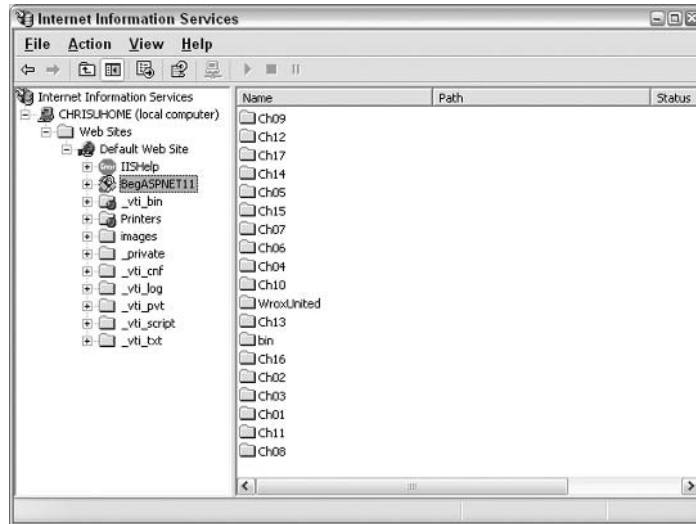 Internet Information Services
File Action View Help
Internet Information Services
CHRISUHOME (local computer)
Web Sites
Default Web Site
IISHelp
BegASPNET11
_vti_bin
Printers
images
_private
_vti_cnf
_vti_log
_vti_pvt
_vti_script
_vti_txt
Name Path Status
Ch09
Ch12
Ch17
Ch14
Ch05
Ch15
Ch07
Ch06
Ch04
Ch10
WroxUnited
Ch13
bin
Ch16
Ch02
Ch03
Ch01
Ch11
Ch08